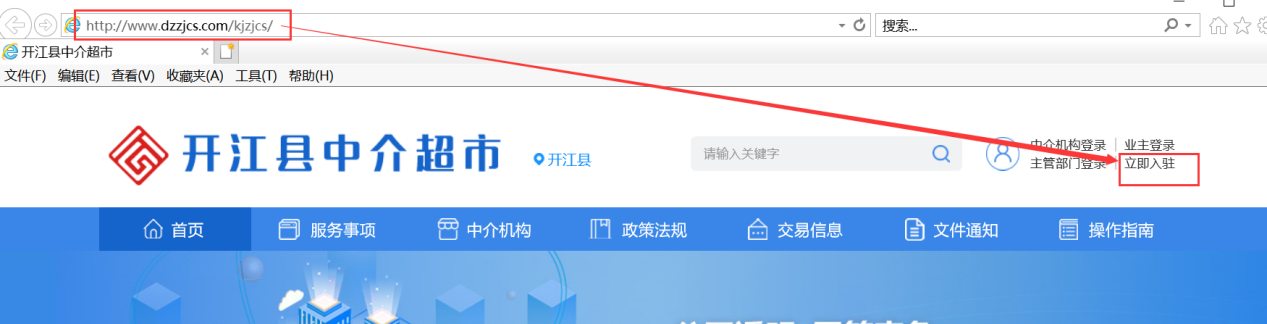 http://www.dzzjcs.com/kjzjcs/
搜索...
开江县中介超市
文件(F) 编辑(E) 查看(V) 收藏夹(A) 工具(T) 帮助(H)
开江县中介超市
开江县
请输入关键字
中介机构登录 业主登录
主管部门登录 立即入驻
首页 服务事项 中介机构 政策法规 交易信息 文件通知 操作指南